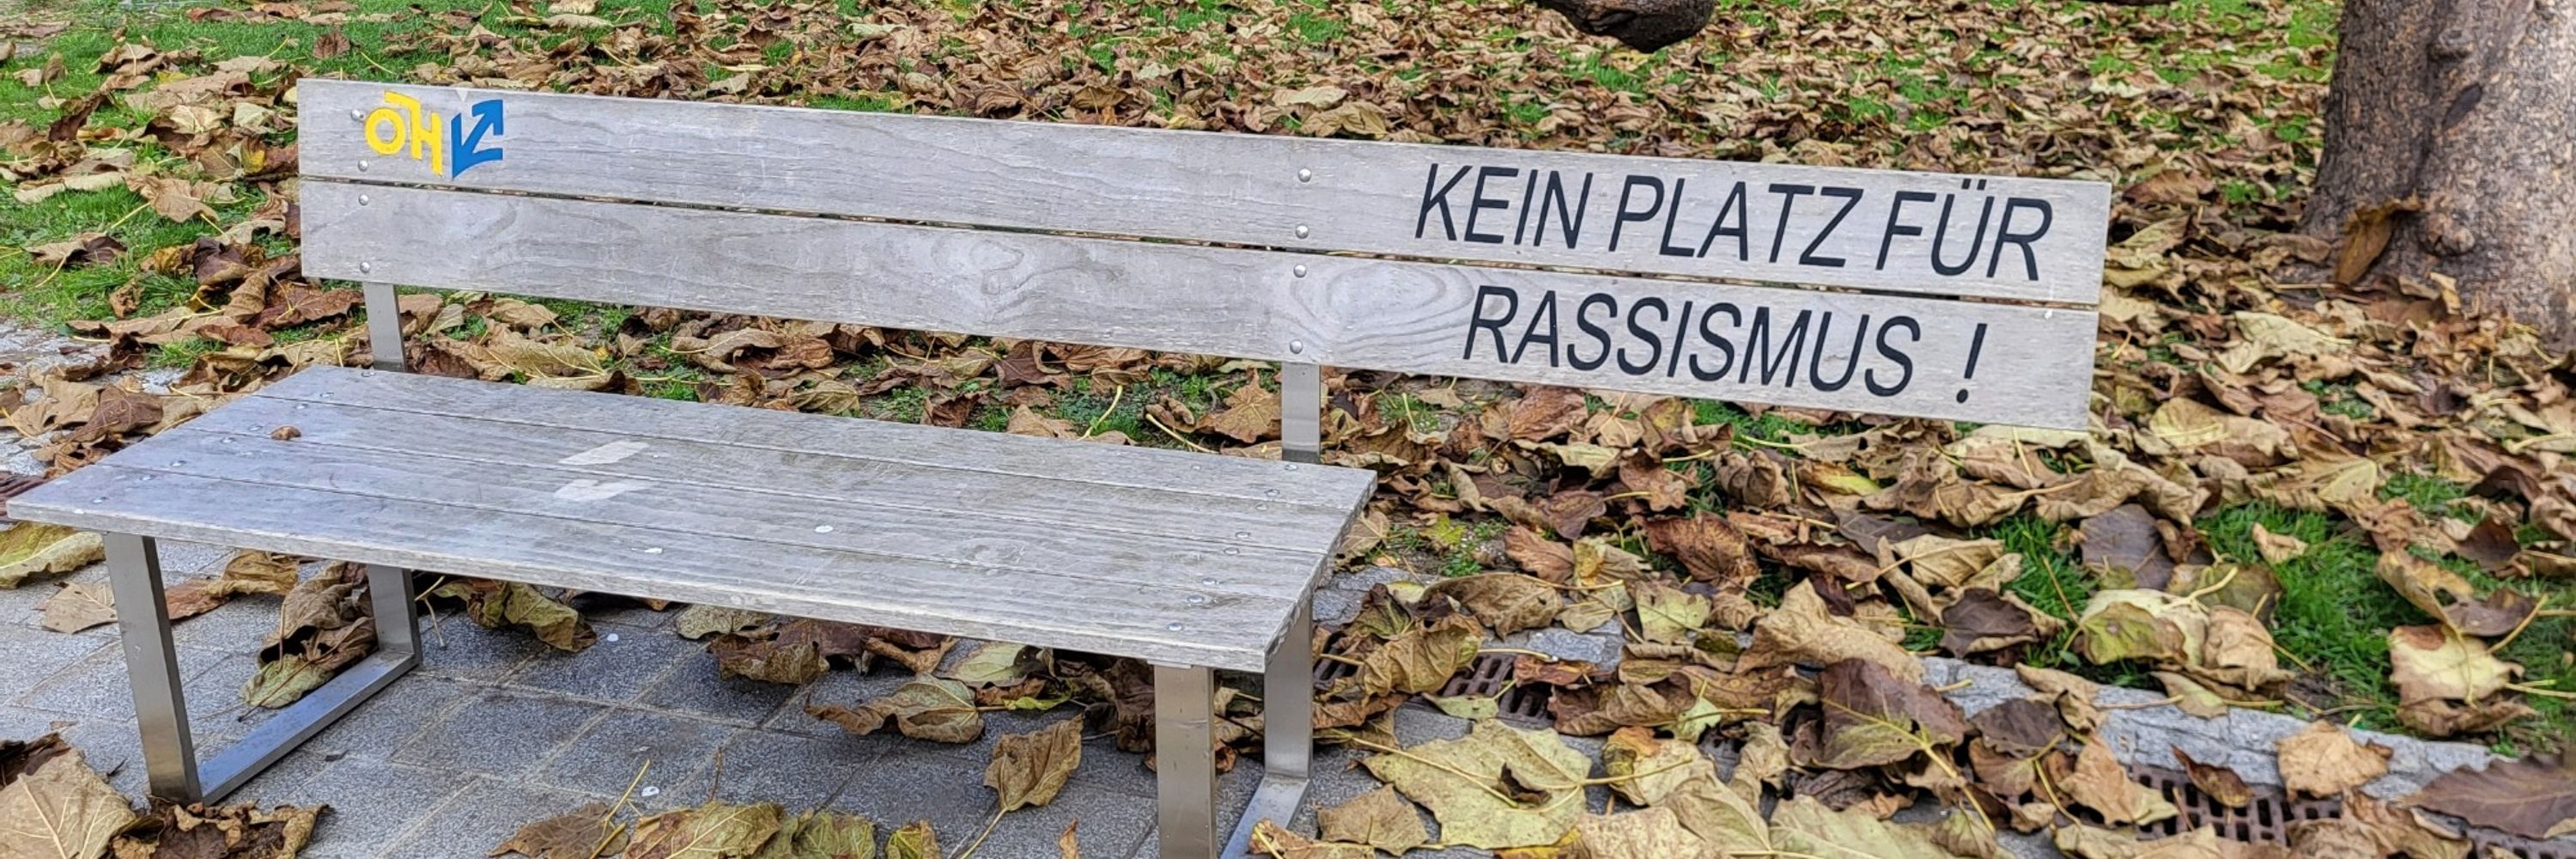 ÖH
KEIN PLATZ FÜR
RASSISMUS !